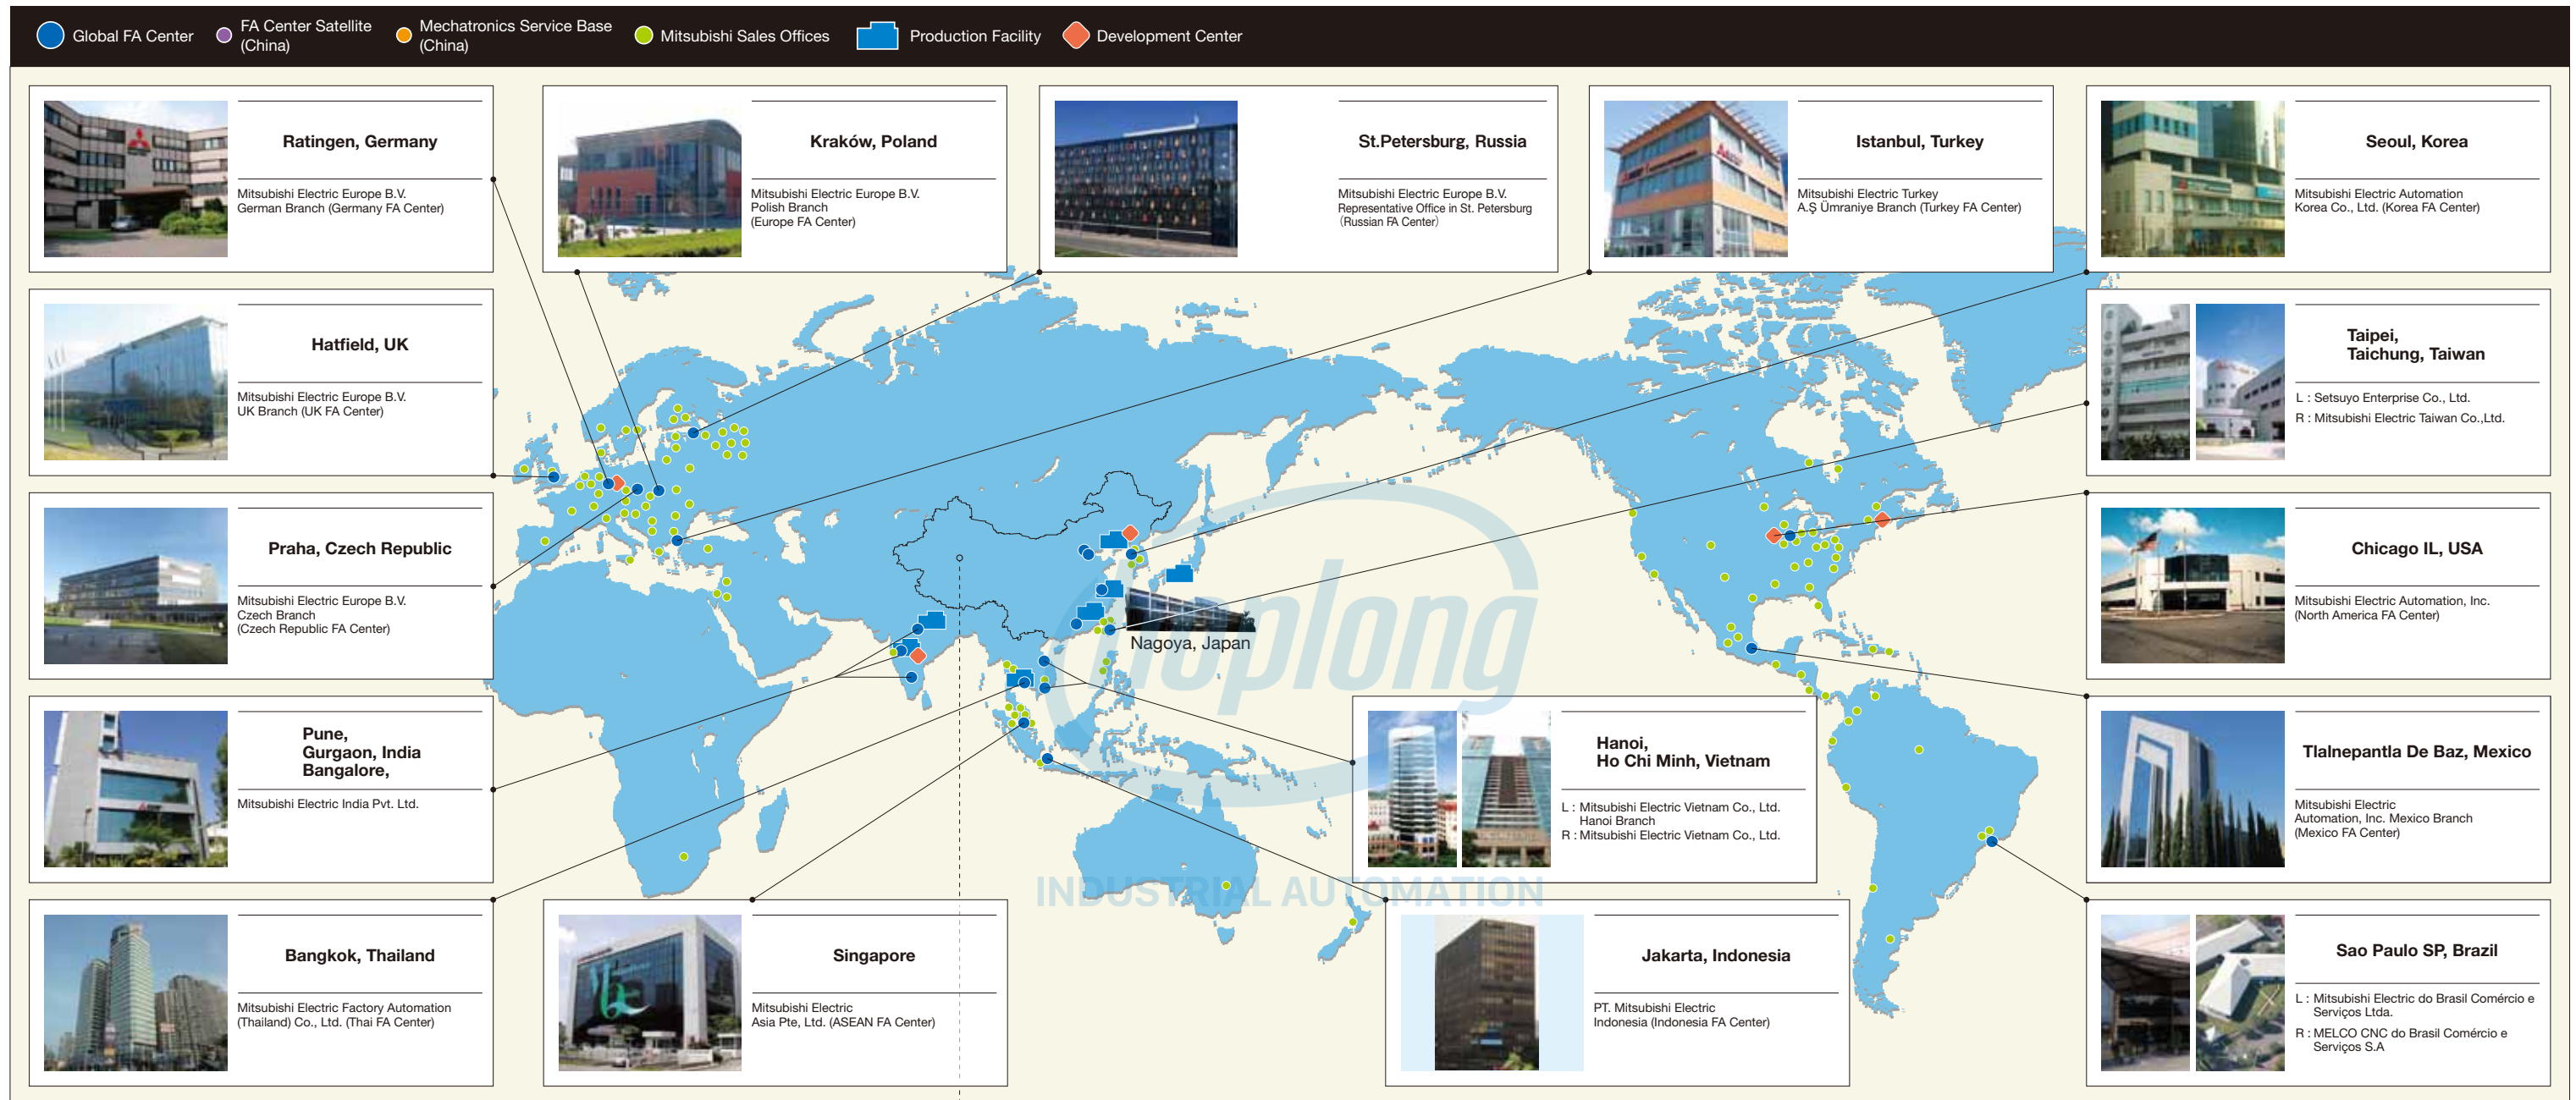 Global FA Center
FA Center Satellite
(China)
Mechatronics Service Base
(China)
Mitsubishi Sales Offices
Production Facility
Development Center
Ratingen, Germany
Mitsubishi Electric Europe B.V.
German Branch (Germany FA Center)
Kraków, Poland
Mitsubishi Electric Europe B.V.
Polish Branch
(Europe FA Center)
St.Petersburg, Russia
Mitsubishi Electric Europe B.V.
Representative Office in St. Petersburg
(Russian FA Center)
Istanbul, Turkey
Mitsubishi Electric Turkey
A.Ş Ümraniye Branch (Turkey FA Center)
Seoul, Korea
Mitsubishi Electric Automation
Korea Co., Ltd. (Korea FA Center)
Hatfield, UK
Mitsubishi Electric Europe B.V.
UK Branch (UK FA Center)
Taipei,
Taichung, Taiwan
L : Setsuyo Enterprise Co., Ltd.
R : Mitsubishi Electric Taiwan Co.,Ltd.
Praha, Czech Republic
Mitsubishi Electric Europe B.V.
Czech Branch
(Czech Republic FA Center)
Chicago IL, USA
Mitsubishi Electric Automation, Inc.
(North America FA Center)
Nagoya, Japan
hoplong
INDUSTRIAL AUTOMATION
Pune,
Gurgaon, India
Bangalore,
Mitsubishi Electric India Pvt. Ltd.
Hanoi,
Ho Chi Minh, Vietnam
L : Mitsubishi Electric Vietnam Co., Ltd.
Hanoi Branch
R : Mitsubishi Electric Vietnam Co., Ltd.
Tlalnepantla De Baz, Mexico
Mitsubishi Electric
Automation, Inc. Mexico Branch
(Mexico FA Center)
Bangkok, Thailand
Mitsubishi Electric Factory Automation
(Thailand) Co., Ltd. (Thai FA Center)
Singapore
Mitsubishi Electric
Asia Pte, Ltd. (ASEAN FA Center)
Jakarta, Indonesia
PT. Mitsubishi Electric
Indonesia (Indonesia FA Center)
Sao Paulo SP, Brazil
L : Mitsubishi Electric do Brasil Comércio e
Serviços Ltda.
R : MELCO CNC do Brasil Comércio e
Serviços S.A